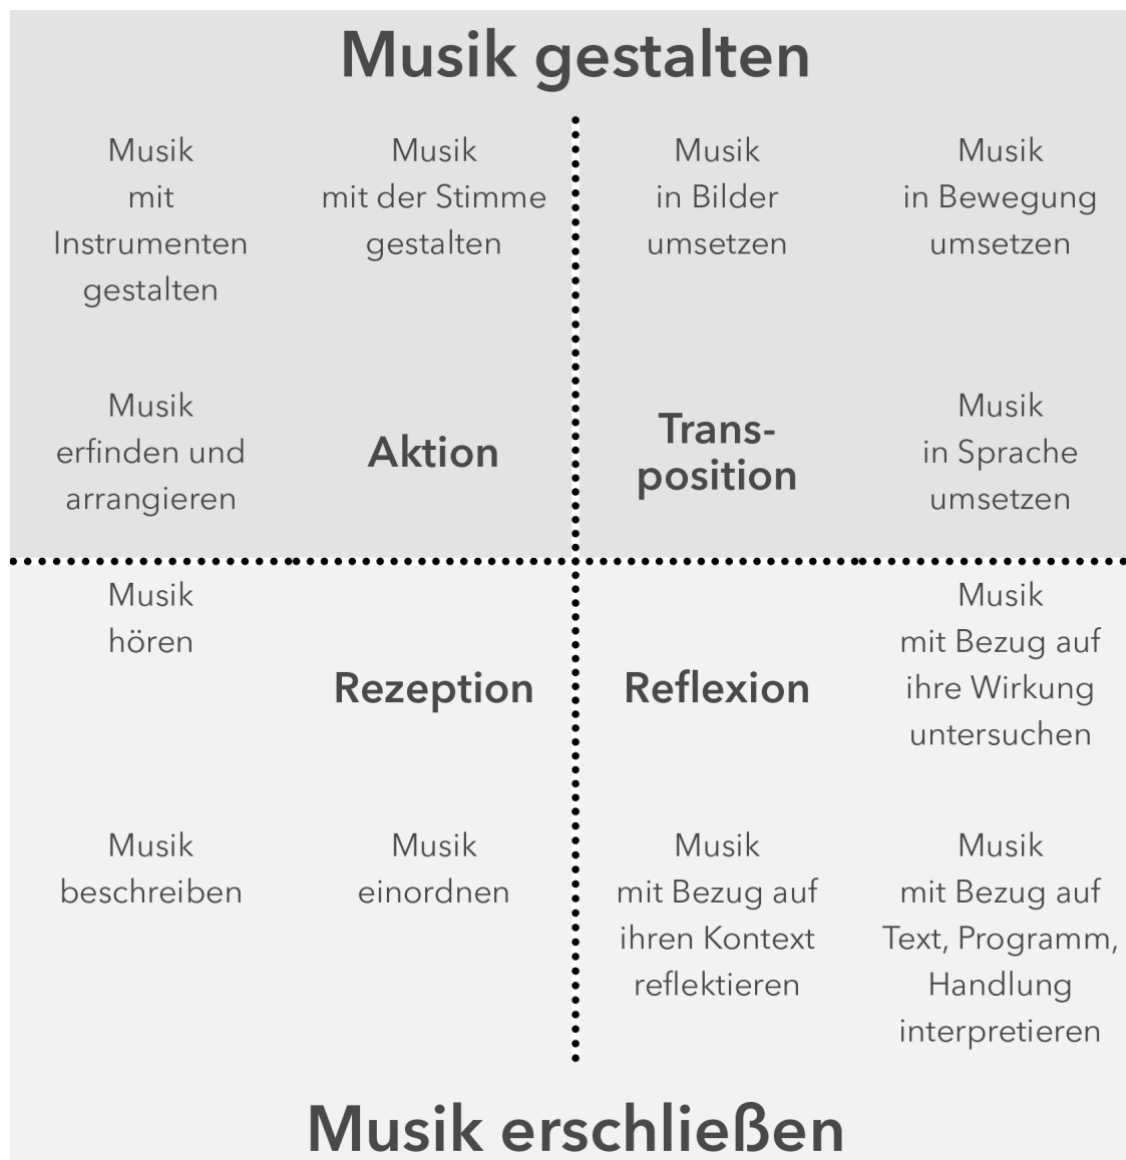 Musik gestalten
Musik
mit
Instrumenten
gestalten
Musik
mit der Stimme
gestalten
Musik
in Bilder
umsetzen
Musik
in Bewegung
umsetzen
Musik
erfinden und
arrangieren
Aktion
Trans-
position
Musik
in Sprache
umsetzen
Musik
hören
Rezeption
Reflexion
Musik
mit Bezug auf
ihre Wirkung
untersuchen
Musik
beschreiben
Musik
einordnen
Musik
mit Bezug auf
ihren Kontext
reflektieren
Musik
mit Bezug auf
Text, Programm,
Handlung
interpretieren
Musik erschließen